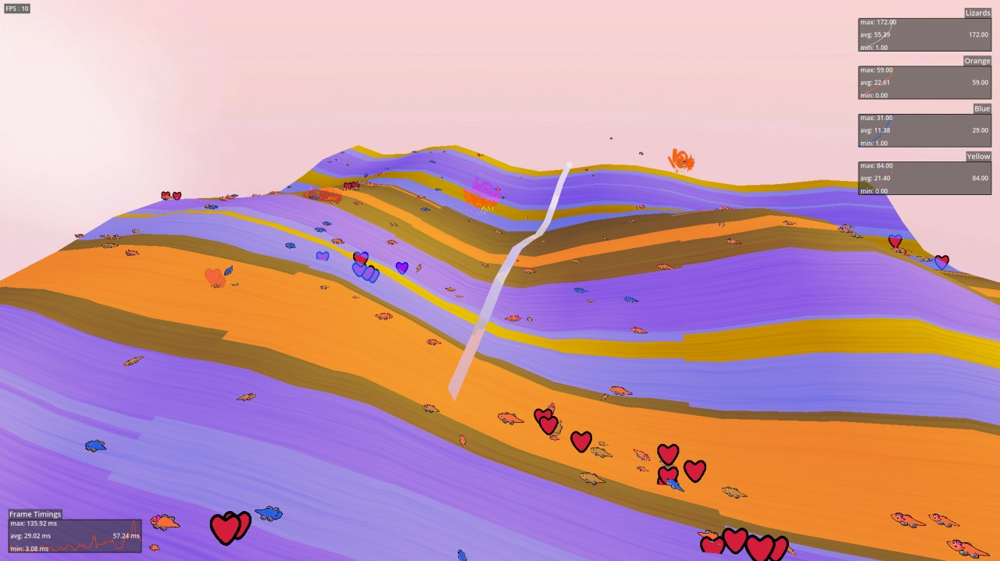 FPS : 10
Lizards
max: 172.00
avg: 55.39 172.00
min: 1.00
Orange
max: 59.00
avg: 22.61 59.00
min: 0.00
Blue
max: 31.00
avg: 11.38 29.00
min: 1.00
Yellow
max: 84.00
avg: 21.40 84.00
min: 0.00
Frame Timings
max: 135.92 ms
avg: 29.02 ms 57.24 ms
min: 3.08 ms